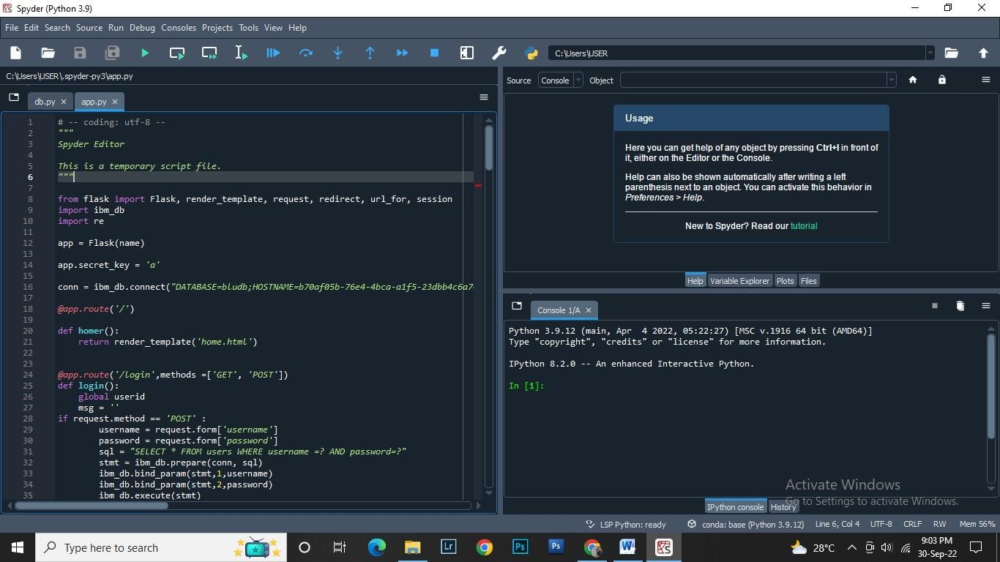 Spyder (Python 3.9)
File Edit Search Source Run Debug Consoles Projects Tools View Help
C:\Users\USER
C:\Users\USER\.spyder-py3\app.py
db.py
app.py
1 # -- coding: utf-8 --
2 """
3 Spyder Editor
4
5 This is a temporary script file.
6 """
7
8 from flask import Flask, render_template, request, redirect, url_for, session
9 import ibm_db
10 import re
11
12 app = Flask(name)
13
14 app.secret_key = 'a'
15
16 conn = ibm_db.connect("DATABASE=bludb;HOSTNAME=b70af05b-76e4-4bca-a1f5-23dbb4c6a7
17
18 @app.route('/')
19
20 def homer():
21     return render_template('home.html')
22
23
24 @app.route('/login',methods =['GET', 'POST'])
25 def login():
26     global userid
27     msg = ''
28 if request.method == 'POST' :
29         username = request.form['username']
30         password = request.form['password']
31         sql = "SELECT * FROM users WHERE username =? AND password=?"
32         stmt = ibm_db.prepare(conn, sql)
33         ibm_db.bind_param(stmt,1,username)
34         ibm_db.bind_param(stmt,2,password)
35         ibm_db.execute(stmt)
Source Console Object
Usage
Here you can get help of any object by pressing Ctrl+I in front of
it, either on the Editor or the Console.
Help can also be shown automatically after writing a left
parenthesis next to an object. You can activate this behavior in
Preferences > Help.
New to Spyder? Read our tutorial
Help Variable Explorer Plots Files
Console 1/A
Python 3.9.12 (main, Apr  4 2022, 05:22:27) [MSC v.1916 64 bit (AMD64)]
Type "copyright", "credits" or "license" for more information.
IPython 8.2.0 -- An enhanced Interactive Python.
In [1]:
Activate Windows
Go to Settings to activate Windows.
IPython console History
LSP Python: ready conda: base (Python 3.9.12) Line 6, Col 4 UTF-8 CRLF RW Mem 56%
Type here to search
Lr
Ps
Ps
W
28°C
9:03 PM
30-Sep-22